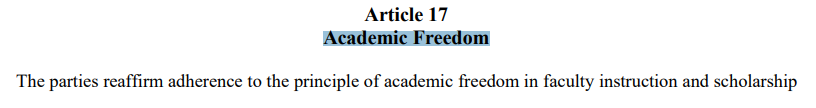 Article 17
Academic Freedom
The parties reaffirm adherence to the principle of academic freedom in faculty instruction and scholarship